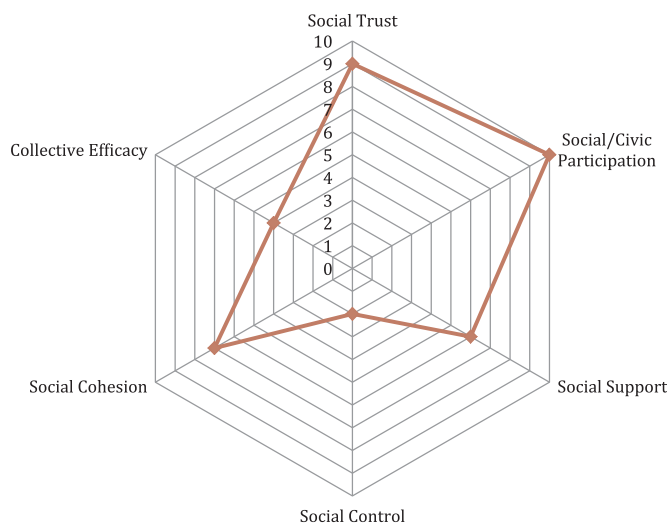 Social Trust
10
9
8
7
6
5
4
3
2
1
0
Social/Civic
Participation
Collective Efficacy
Social Cohesion
Social Support
Social Control